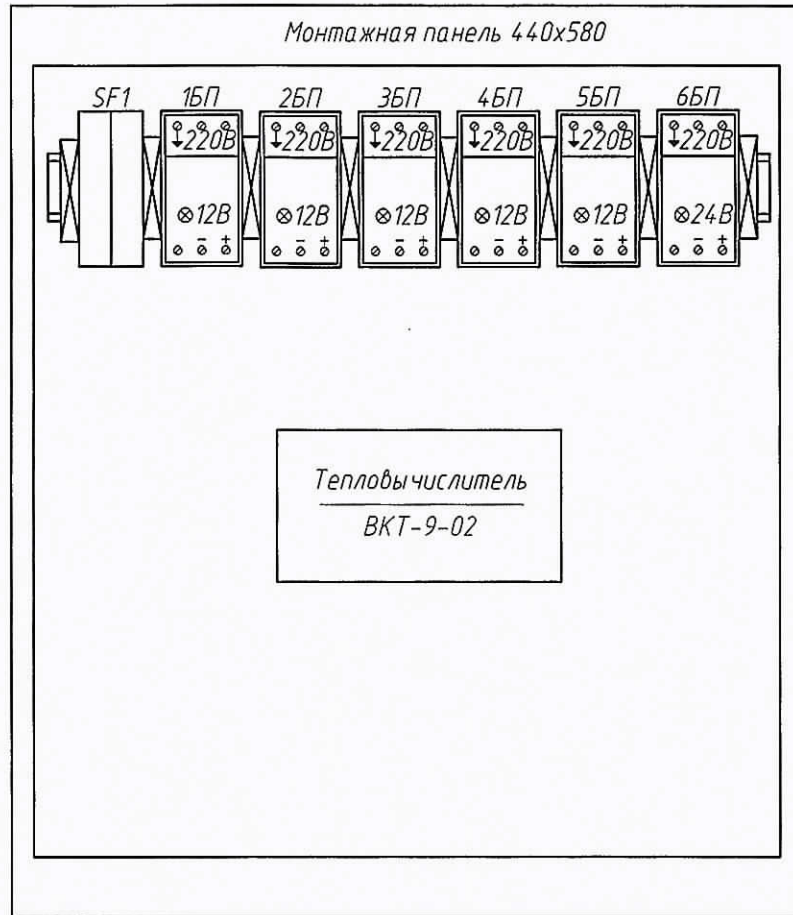 Монтажная панель 440х580
SF1 1БП 2БП 3БП 4БП 5БП 6БП
220В 220В 220В 220В 220В 220В
12В 12В 12В 12В 12В 24В
- + - + - + - + - + - +
Тепловычислитель
ВКТ-9-02